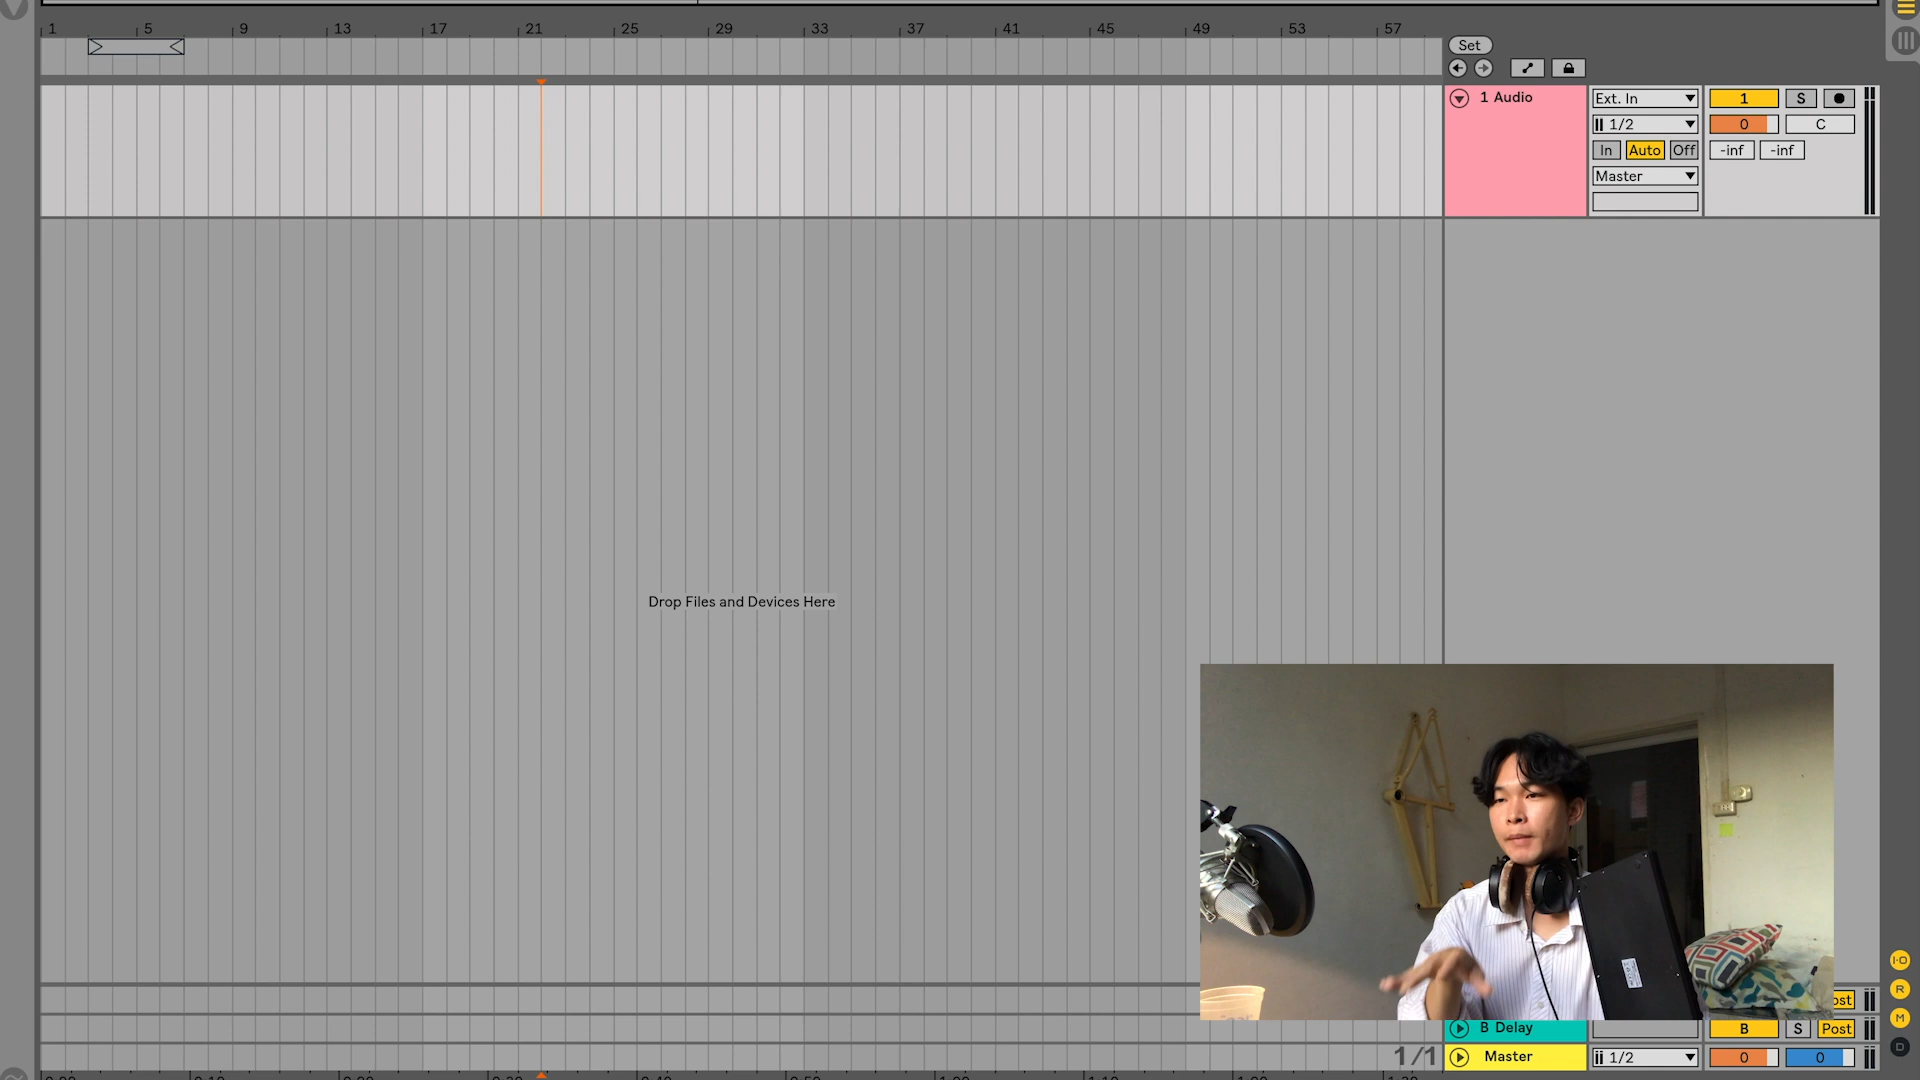 1 5 9 13 17 21 25 29 33 37 41 45 49 53 57
Set
1 Audio
Ext. In 1 S
1/2 0 C
In Auto Off -inf -inf
Master
Drop Files and Devices Here
I-O
R
ost
M
B Delay B S Post
D
1/1
Master 1/2 0 0